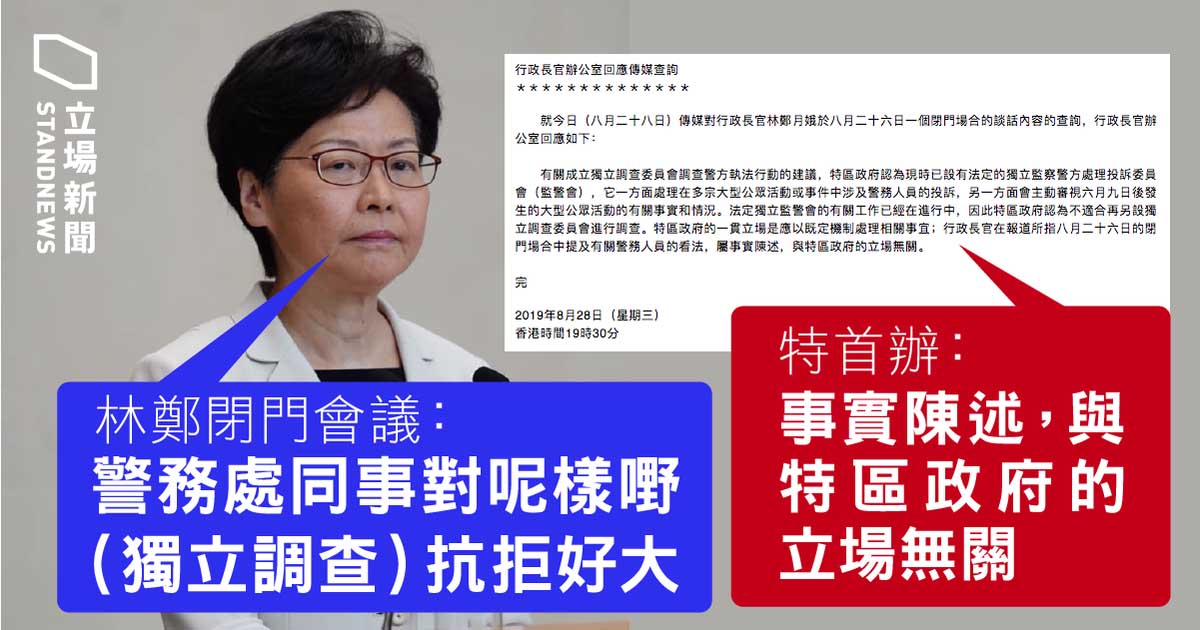 立場新聞
STANDNEWS
行政長官辦公室回應傳媒查詢
**************
就今日（八月二十八日）傳媒對行政長官林鄭月娥於八月二十六日一個閉門場合的談話內容的查詢，行政長官辦
公室回應如下：
有關成立獨立調查委員會調查警方執法行動的建議，特區政府認為現時已設有法定的獨立監察警方處理投訴委員
會（監警會），它一方面處理在多宗大型公眾活動或事件中涉及警務人員的投訴，另一方面會主動審視六月九日後發
生的大型公眾活動的有關事實和情況。法定獨立監警會的有關工作已經在進行中，因此特區政府認為不適合再另設獨
立調查委員會進行調查。特區政府的一貫立場是應以既定機制處理相關事宜；行政長官在報道所指八月二十六日的閉
門場合中提及有關警務人員的看法，屬事實陳述，與特區政府的立場無關。
完
2019年8月28日（星期三）
香港時間19時30分
林鄭閉門會議：
警務處同事對呢樣嘢
（獨立調查）抗拒好大
特首辦：
事實陳述，與
特區政府的
立場無關